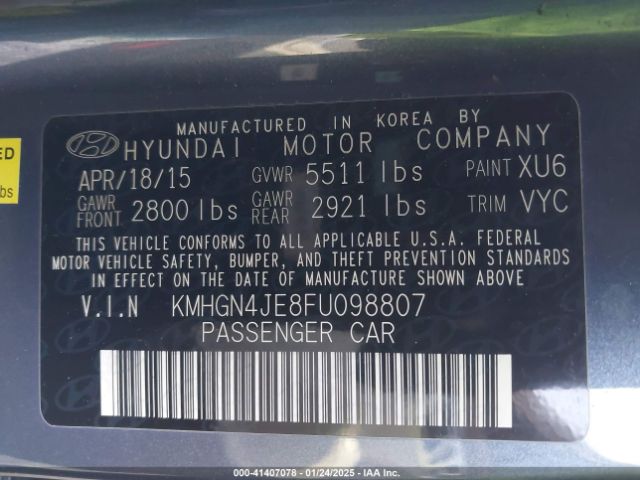 MANUFACTURED IN KOREA BY
HYUNDAI MOTOR COMPANY
APR/18/15 GVWR 5511 lbs PAINT XU6
GAWR FRONT 2800 lbs GAWR REAR 2921 lbs TRIM VYC
THIS VEHICLE CONFORMS TO ALL APPLICABLE U.S.A. FEDERAL
MOTOR VEHICLE SAFETY, BUMPER, AND THEFT PREVENTION STANDARDS
IN EFFECT ON THE DATE OF MANUFACTURE SHOWN ABOVE
V.I.N KMHGN4JE8FU098807
PASSENGER CAR
ED
lbs
000-41407078 - 01/24/2025 - IAA Inc.